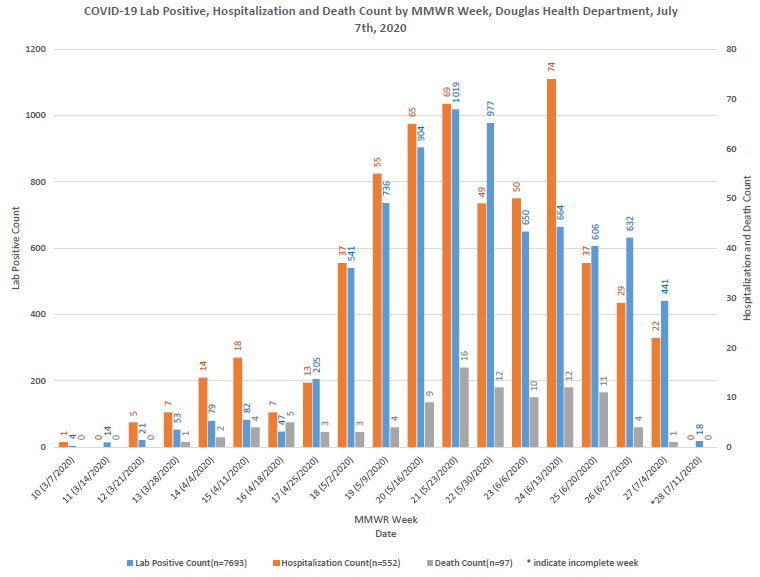 COVID-19 Lab Positive, Hospitalization and Death Count by MMWR Week, Douglas Health Department, July
7th, 2020
1200
1000
800
600
400
200
0
Lab Positive Count
80
70
60
50
40
30
20
10
0
Hospitalization and Death Count
1 4 0
0 14 0
5 21 0
7 53 1
14 79 2
18 82 4
7 47 5
13 205 3
37 541 3
55 736 4
65 904 9
69 1019 16
49 977 12
50 650 10
74 664 12
37 606 11
29 632 4
22 441 1
0 18 0
10 (3/7/2020)
11 (3/14/2020)
12 (3/21/2020)
13 (3/28/2020)
14 (4/4/2020)
15 (4/11/2020)
16 (4/18/2020)
17 (4/25/2020)
18 (5/2/2020)
19 (5/9/2020)
20 (5/16/2020)
21 (5/23/2020)
22 (5/30/2020)
23 (6/6/2020)
24 (6/13/2020)
25 (6/20/2020)
26 (6/27/2020)
27 (7/4/2020)
*28 (7/11/2020)
MMWR Week
Date
Lab Positive Count(n=7693) Hospitalization Count(n=552) Death Count(n=97) * indicate incomplete week